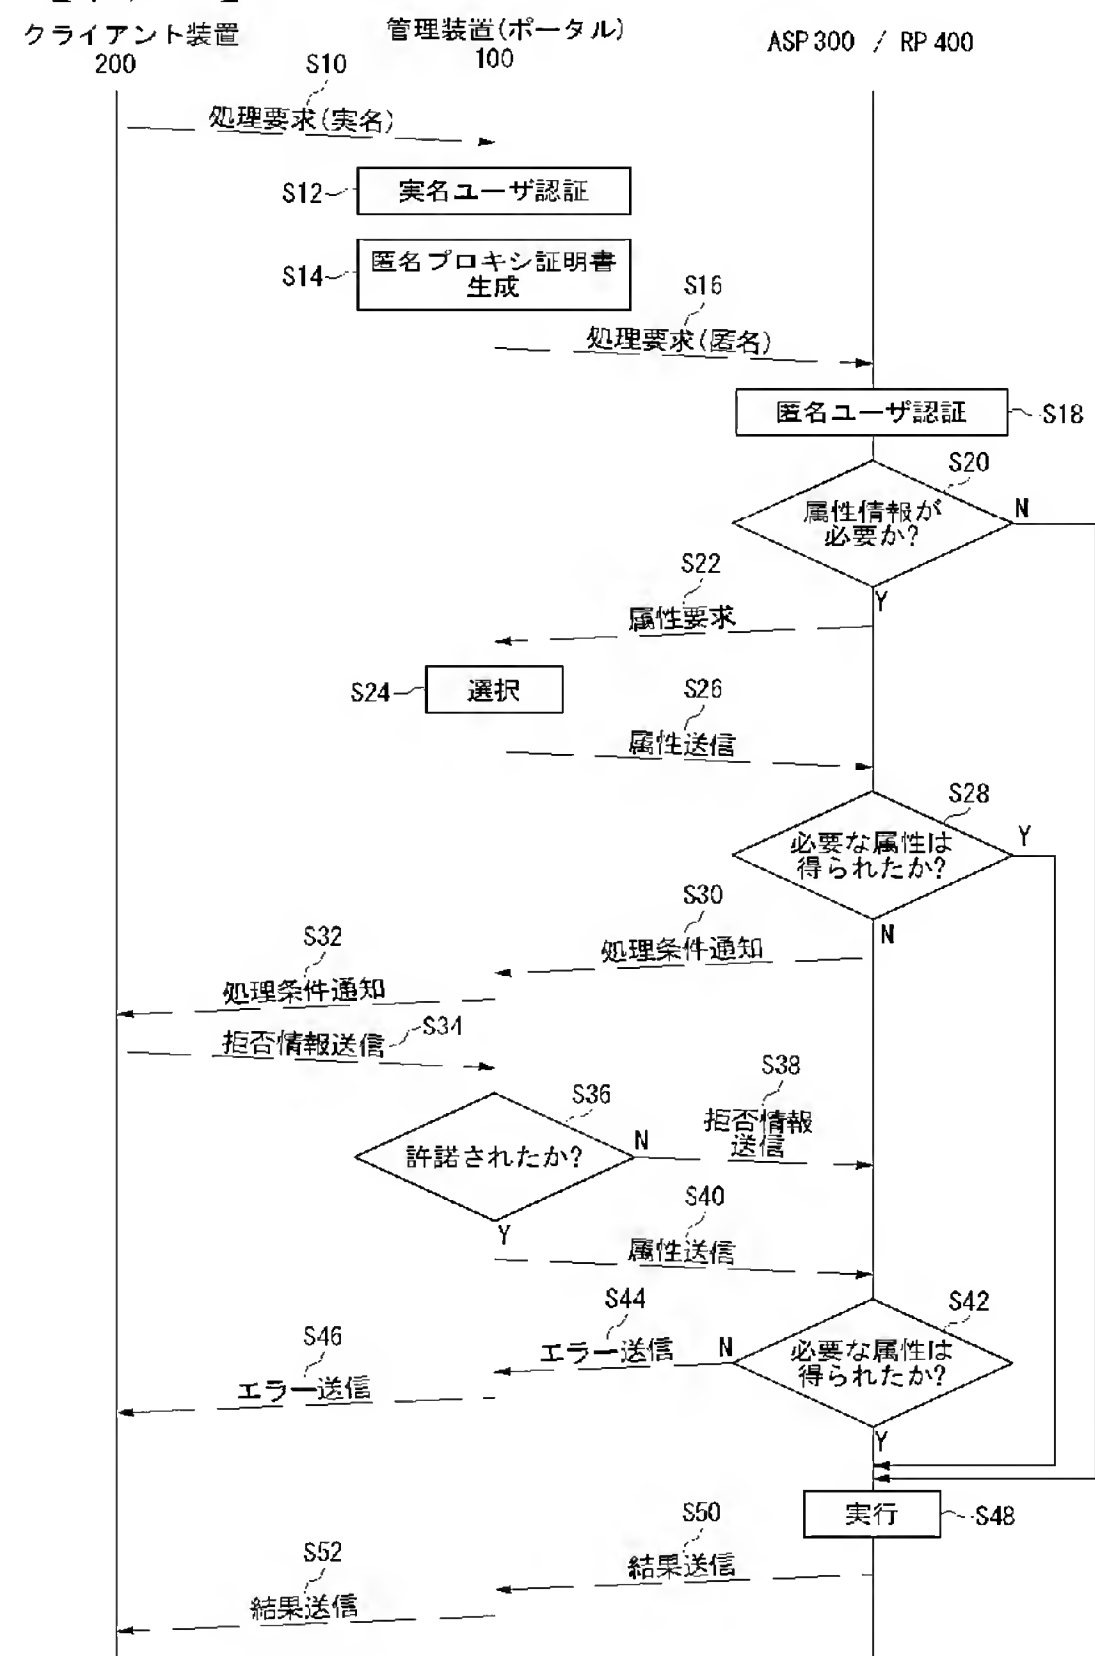 クライアント装置
200
管理装置(ポータル)
100
ASP 300 / RP 400
S10
処理要求(実名)
S12
実名ユーザ認証
S14
匿名プロキシ証明書
生成
S16
処理要求(匿名)
匿名ユーザ認証
S18
S20
属性情報が
必要か?
N
Y
S22
属性要求
S24
選択
S26
属性送信
S28
必要な属性は
得られたか?
Y
N
S30
処理条件通知
S32
処理条件通知
S34
拒否情報送信
S36
許諾されたか?
N
Y
S38
拒否情報
送信
S40
属性送信
S42
必要な属性は
得られたか?
N
Y
S44
エラー送信
S46
エラー送信
実行
S48
S50
結果送信
S52
結果送信